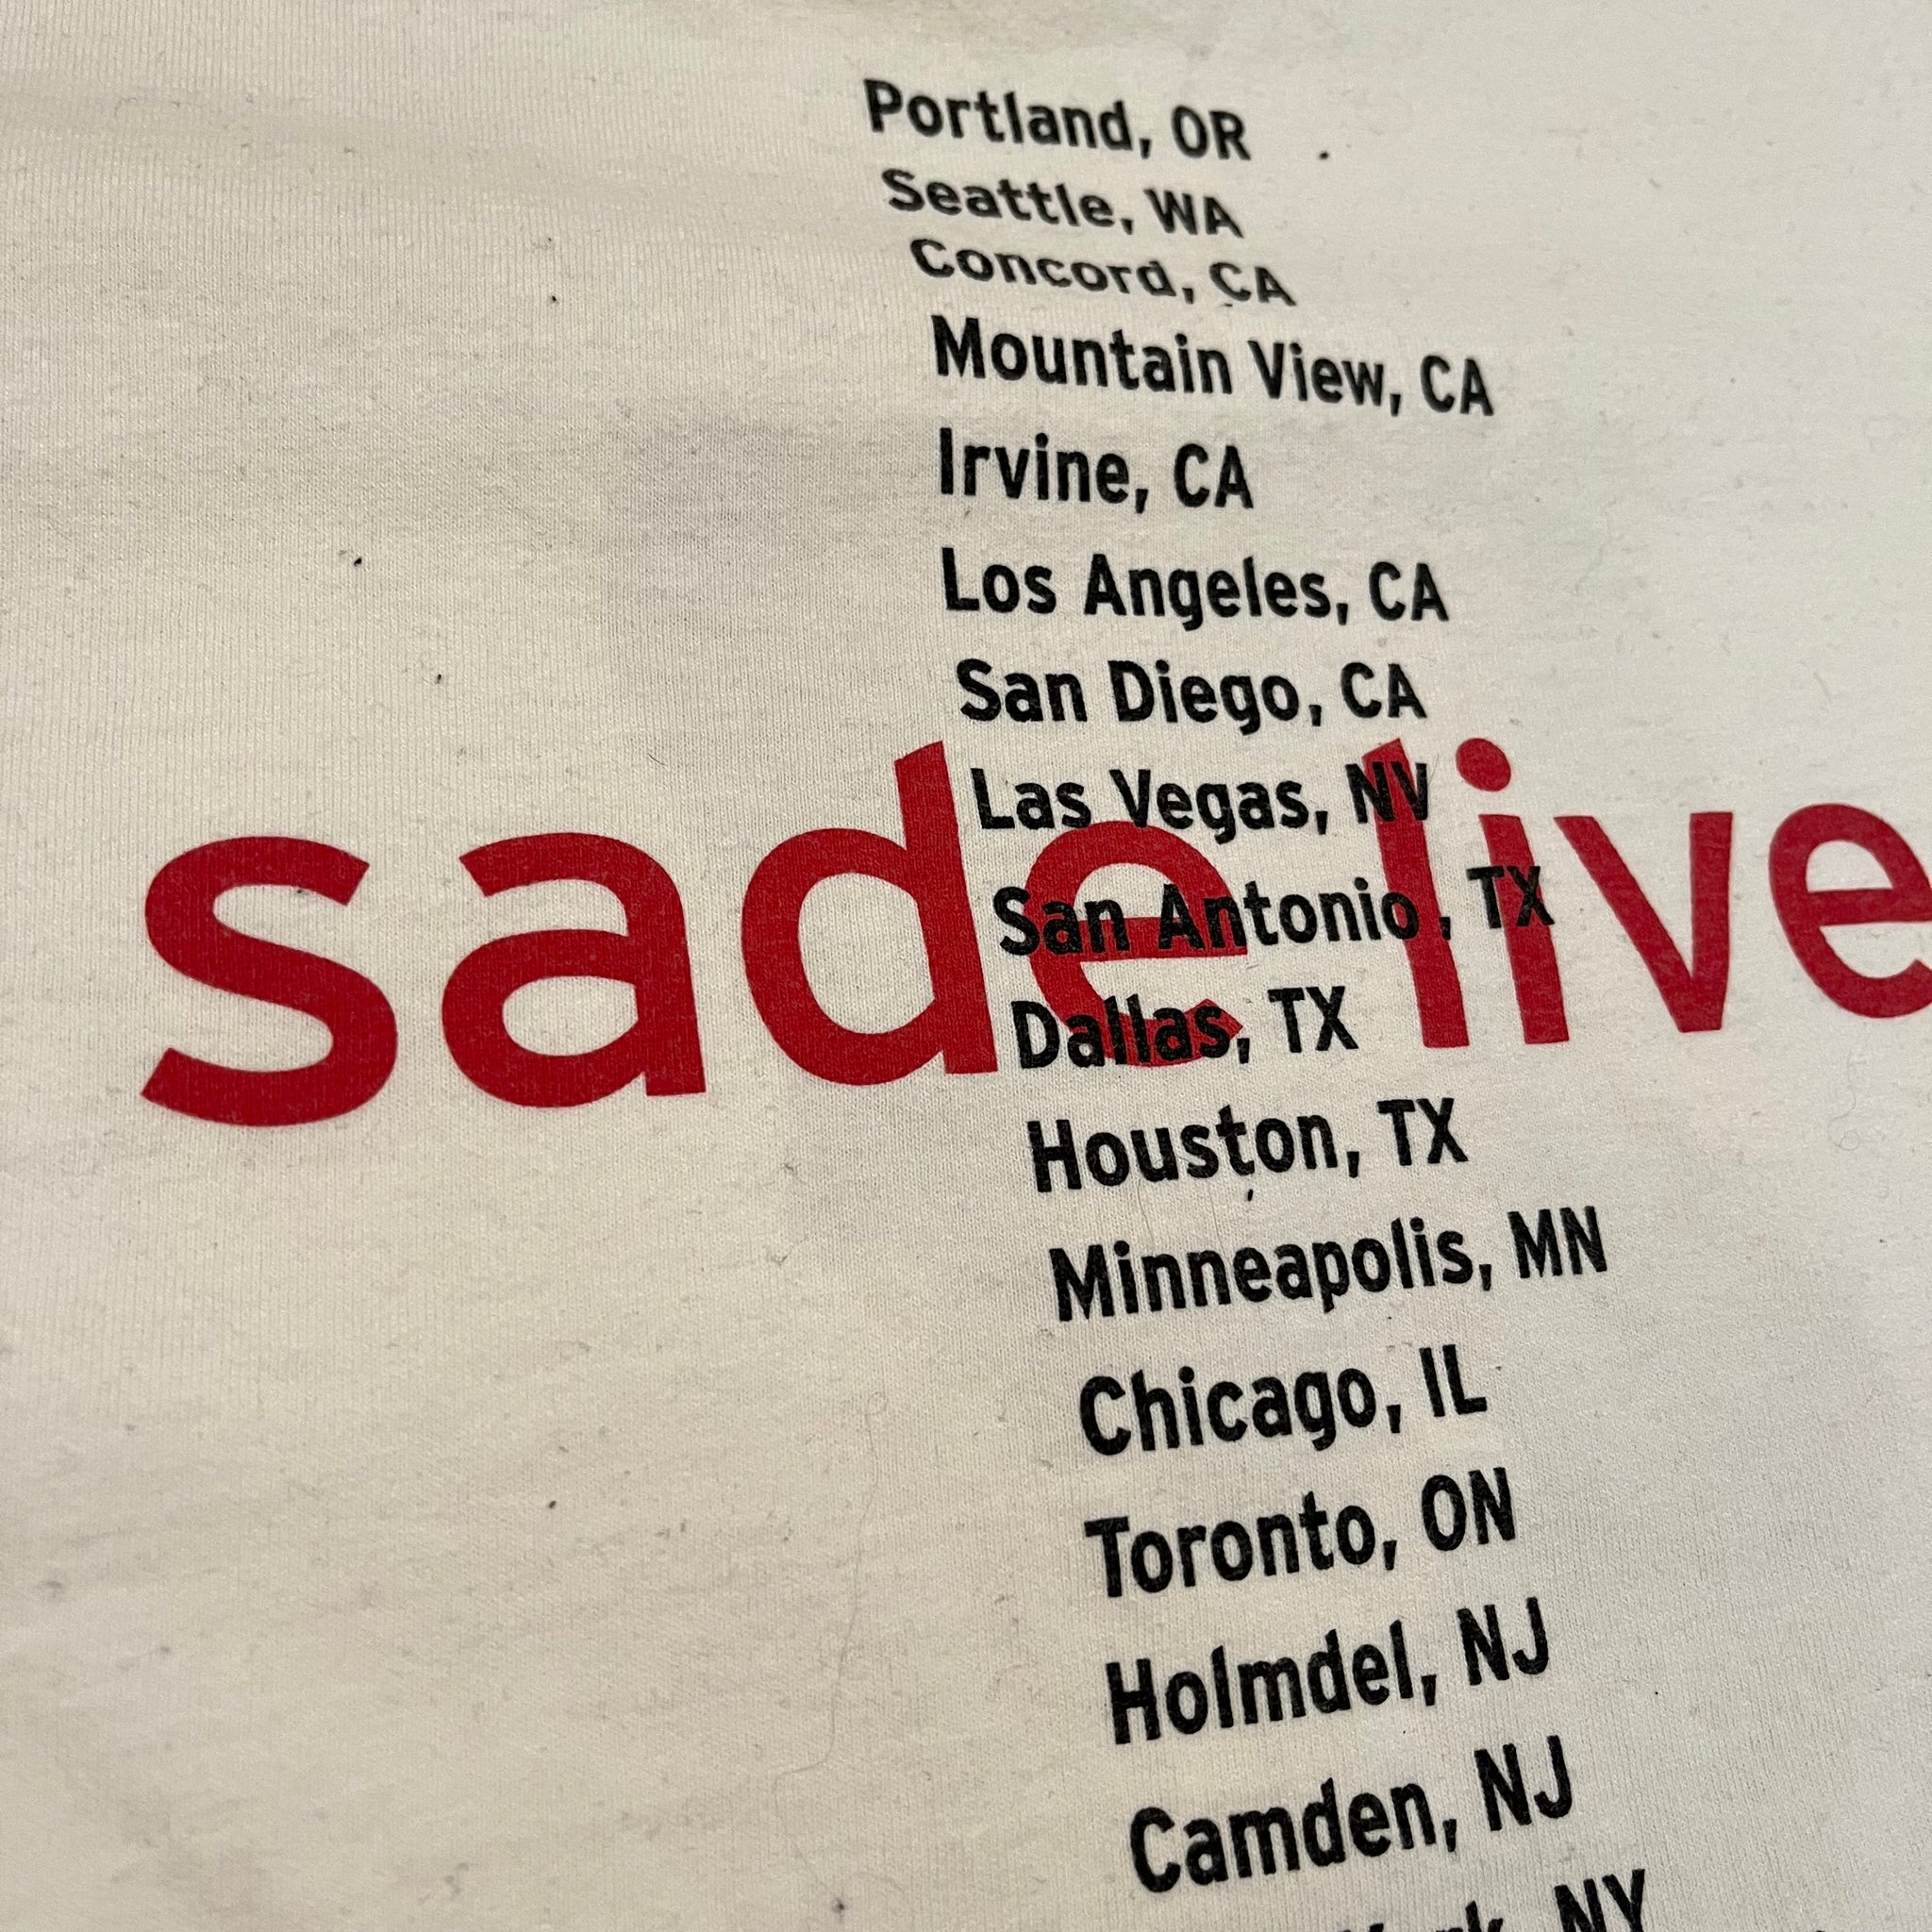 Portland, OR
Seattle, WA
Concord, CA
Mountain View, CA
Irvine, CA
Los Angeles, CA
San Diego, CA
Las Vegas, NV
sade live
San Antonio, TX
Dallas, TX
Houston, TX
Minneapolis, MN
Chicago, IL
Toronto, ON
Holmdel, NJ
Camden, NJ
NY